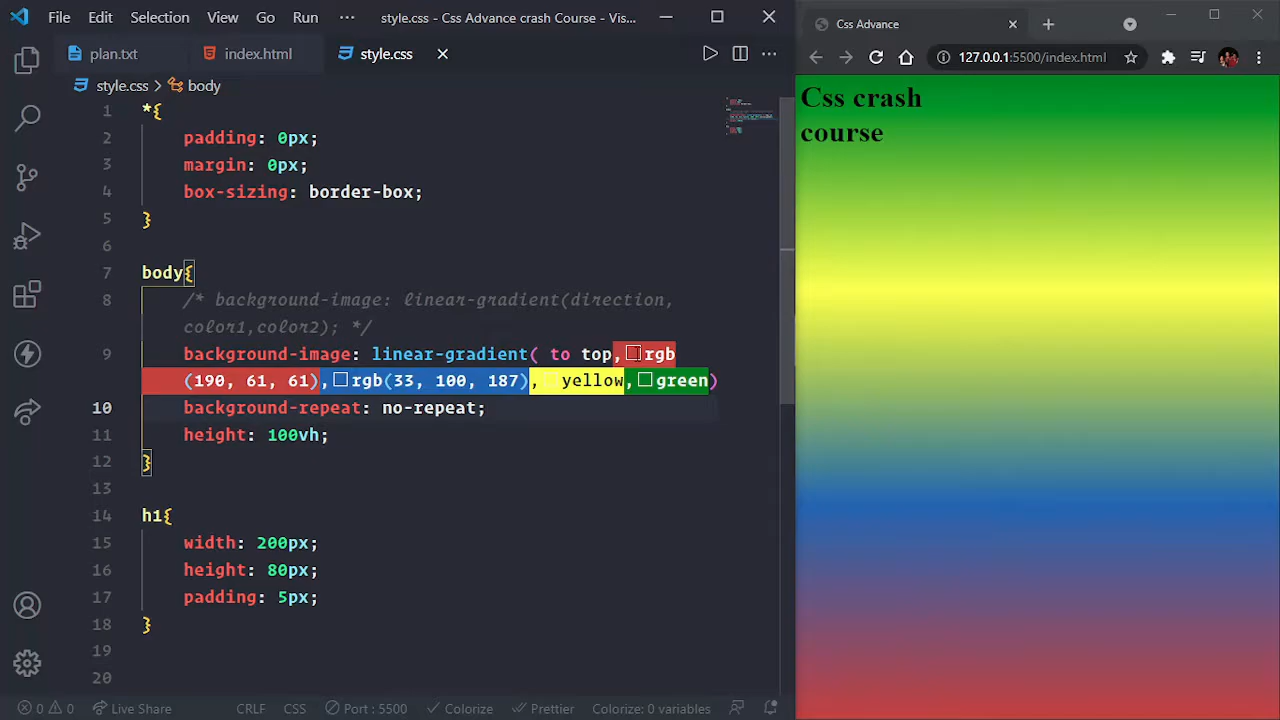 File Edit Selection View Go Run ··· style.css - Css Advance crash Course - Vis...
plan.txt index.html style.css
style.css > body
1 *{
2 padding: 0px;
3 margin: 0px;
4 box-sizing: border-box;
5 }
6
7 body{
8 /* background-image: linear-gradient(direction,
color1,color2); */
9 background-image: linear-gradient( to top,rgb
(190, 61, 61),rgb(33, 100, 187),yellow,green)
10 background-repeat: no-repeat;
11 height: 100vh;
12 }
13
14 h1{
15 width: 200px;
16 height: 80px;
17 padding: 5px;
18 }
19
20
0 0 Live Share CRLF CSS Port : 5500 Colorize Prettier Colorize: 0 variables
Css Advance
127.0.0.1:5500/index.html
Css crash
course